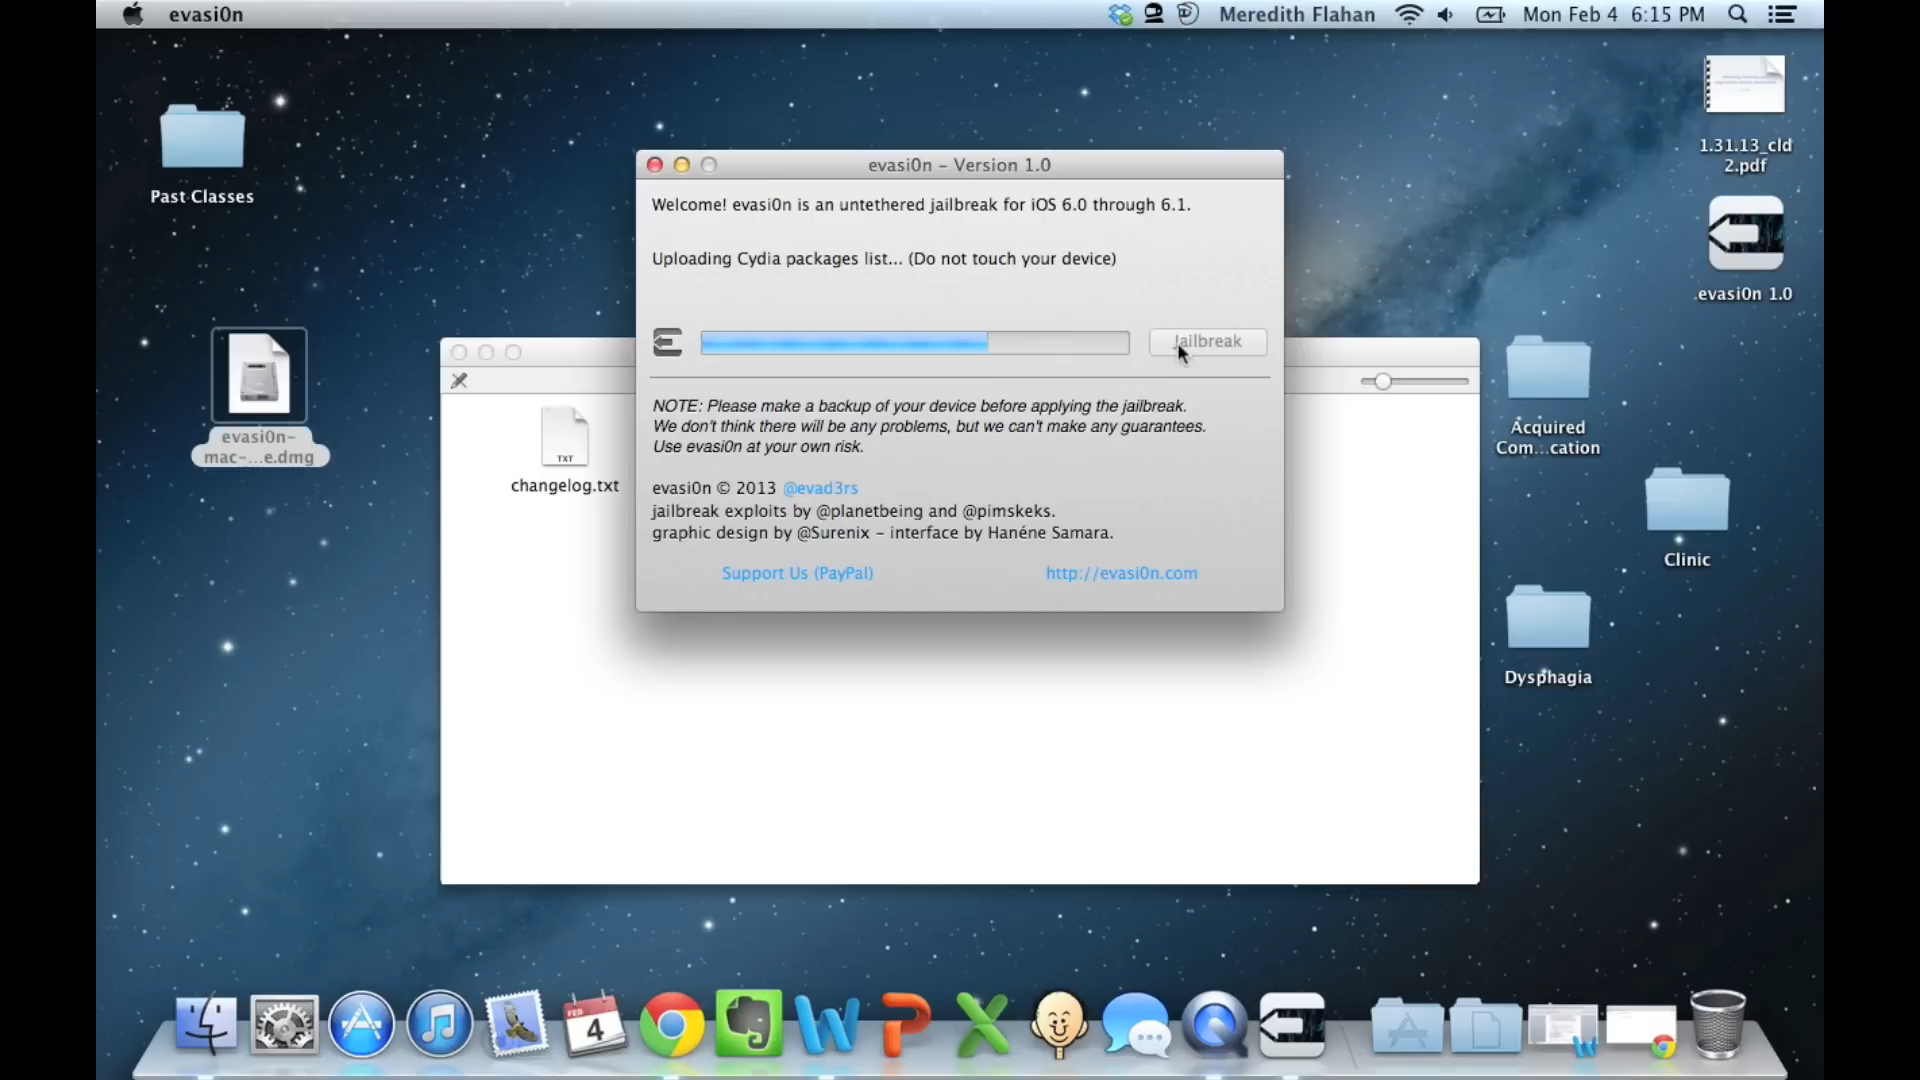 evasi0n
Meredith Flahan
Mon Feb 4 6:15 PM
Past Classes
1.31.13_cld
2.pdf
evasi0n 1.0
evasi0n – Version 1.0
Welcome! evasi0n is an untethered jailbreak for iOS 6.0 through 6.1.
Uploading Cydia packages list... (Do not touch your device)
Jailbreak
NOTE: Please make a backup of your device before applying the jailbreak.
We don't think there will be any problems, but we can't make any guarantees.
Use evasi0n at your own risk.
evasi0n © 2013 @evad3rs
jailbreak exploits by @planetbeing and @pimskeks.
graphic design by @Surenix – interface by Hanéne Samara.
Support Us (PayPal)
http://evasi0n.com
evasi0n-
mac-...e.dmg
TXT
changelog.txt
Acquired
Com...cation
Clinic
Dysphagia
FEB
4